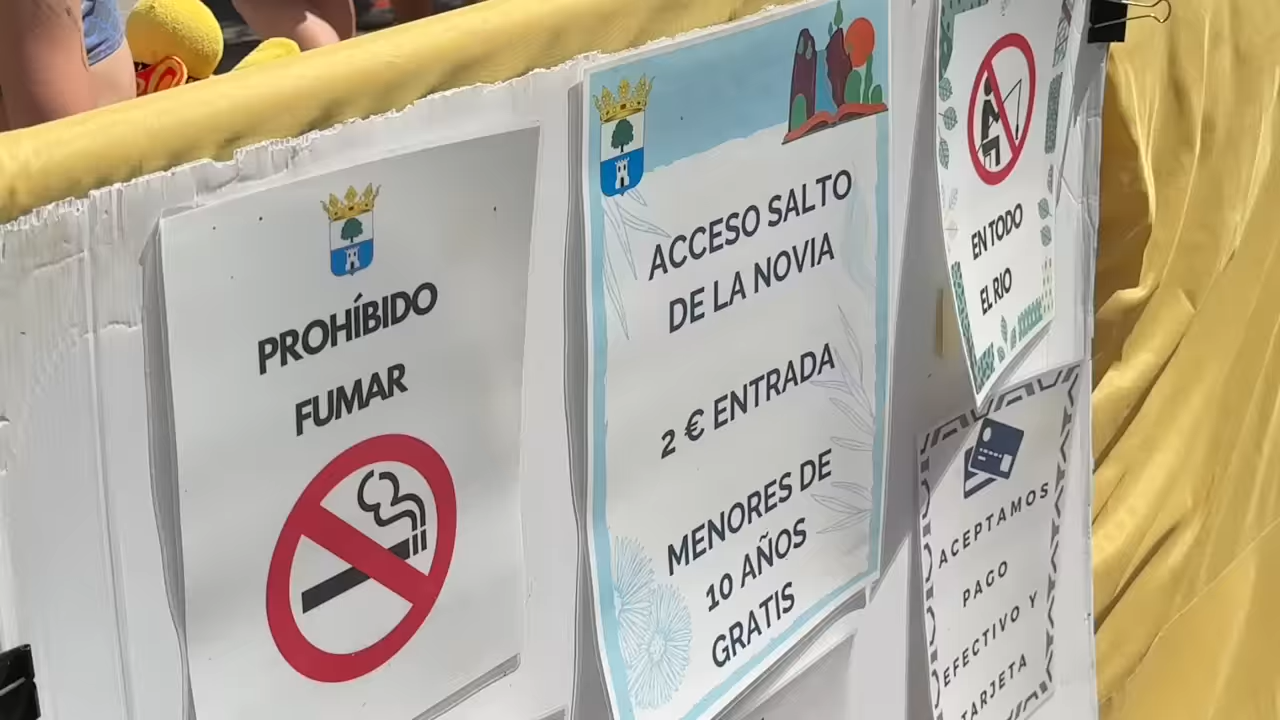 PROHÍBIDO
FUMAR
ACCESO SALTO
DE LA NOVIA
2 € ENTRADA
MENORES DE
10 AÑOS
GRATIS
EN TODO
EL RIO
ACEPTAMOS
PAGO
EFECTIVO Y
TARJETA